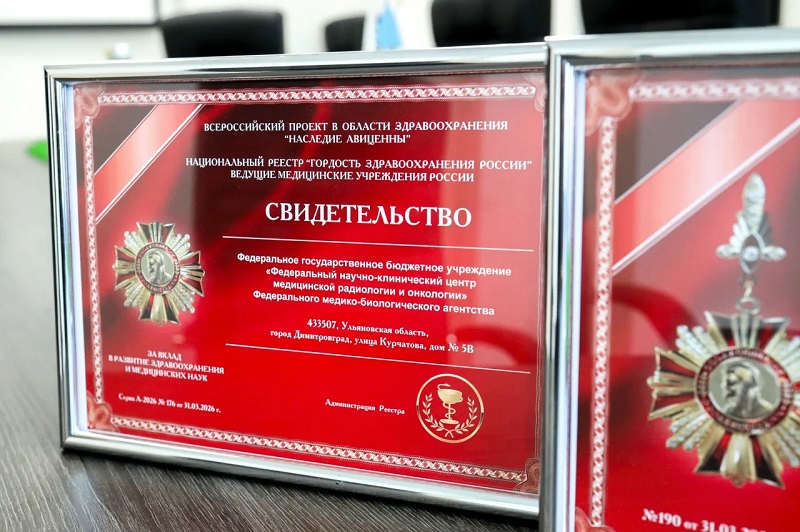 ВСЕРОССИЙСКИЙ ПРОЕКТ В ОБЛАСТИ ЗДРАВООХРАНЕНИЯ
"НАСЛЕДИЕ АВИЦЕННЫ"
НАЦИОНАЛЬНЫЙ РЕЕСТР "ГОРДОСТЬ ЗДРАВООХРАНЕНИЯ РОССИИ"
ВЕДУЩИЕ МЕДИЦИНСКИЕ УЧРЕЖДЕНИЯ РОССИИ
СВИДЕТЕЛЬСТВО
Федеральное государственное бюджетное учреждение
«Федеральный научно-клинический центр
медицинской радиологии и онкологии»
Федерального медико-биологического агентства
433507, Ульяновская область,
город Димитровград, улица Курчатова, дом № 5В
ЗА ВКЛАД
В РАЗВИТИЕ ЗДРАВООХРАНЕНИЯ
И МЕДИЦИНСКИХ НАУК
Серия А-2026 № 176 от 31.03.2026 г.
Администрация Реестра
№190 от 31.03.2026